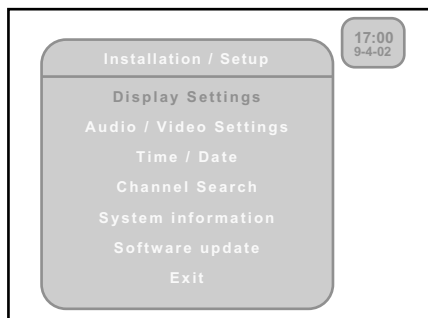 17:00
9-4-02
Installation / Setup
Display Settings
Audio / Video Settings
Time / Date
Channel Search
System information
Software update
Exit